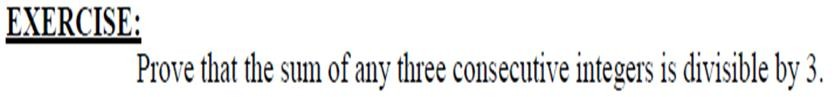 EXERCISE:
Prove that the sum of any three consecutive integers is divisible by 3.